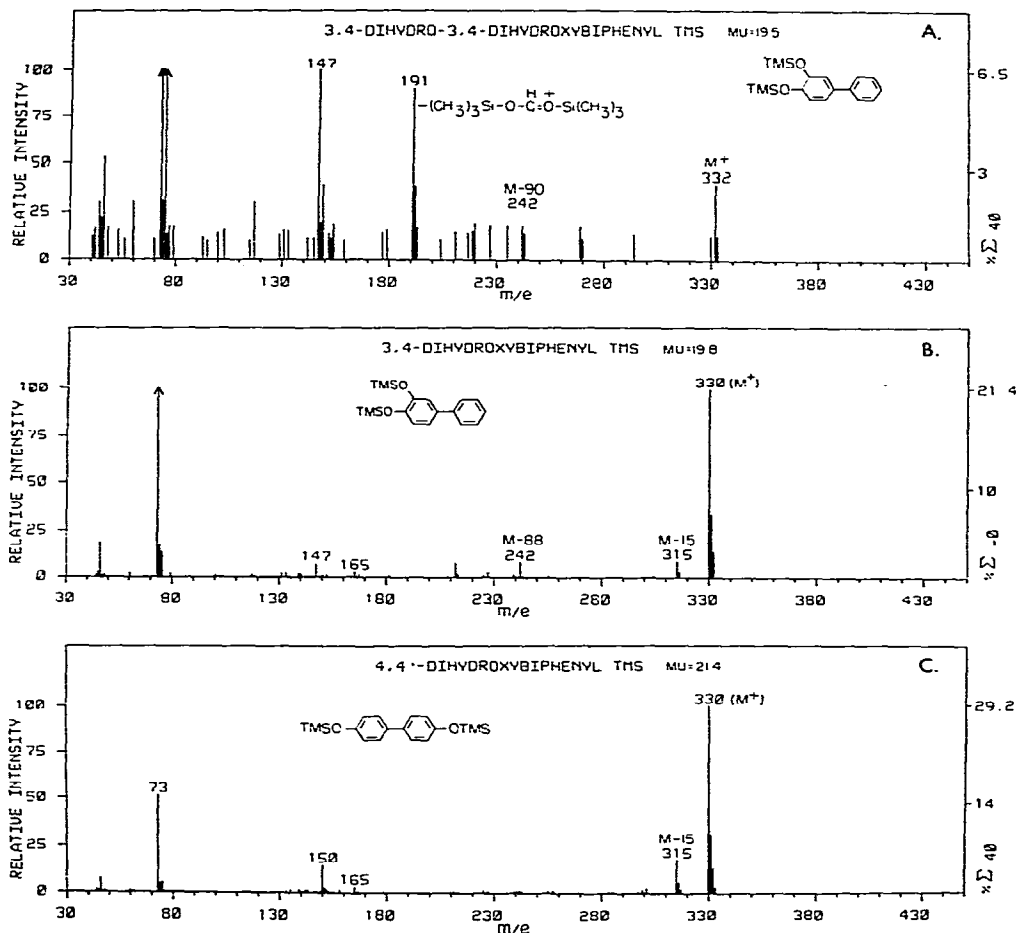 3.4-DIHYDRO-3.4-DIHYDROXYBIPHENYL TMS MU=195
A.
RELATIVE INTENSITY
100
75
50
25
0
147
191
(CH3)3Si-O-C=O-Si(CH3)3
H +
TMSO
TMSO
M-90
242
M+
332
6.5
3
% Σ 40
30
80
130
180
230
280
330
380
430
m/e
3.4-DIHYDROXYBIPHENYL TMS MU=198
B.
RELATIVE INTENSITY
100
75
50
25
0
TMSO
TMSO
147
165
M-88
242
M-15
315
330 (M+)
21 4
10
% Σ -0
30
80
130
180
230
280
330
380
430
m/e
4.4'-DIHYDROXYBIPHENYL TMS MU=214
C.
RELATIVE INTENSITY
100
75
50
25
0
TMSO
OTMS
73
150
165
M-15
315
330 (M+)
29.2
14
% Σ 40
30
80
130
180
230
280
330
380
430
m/e